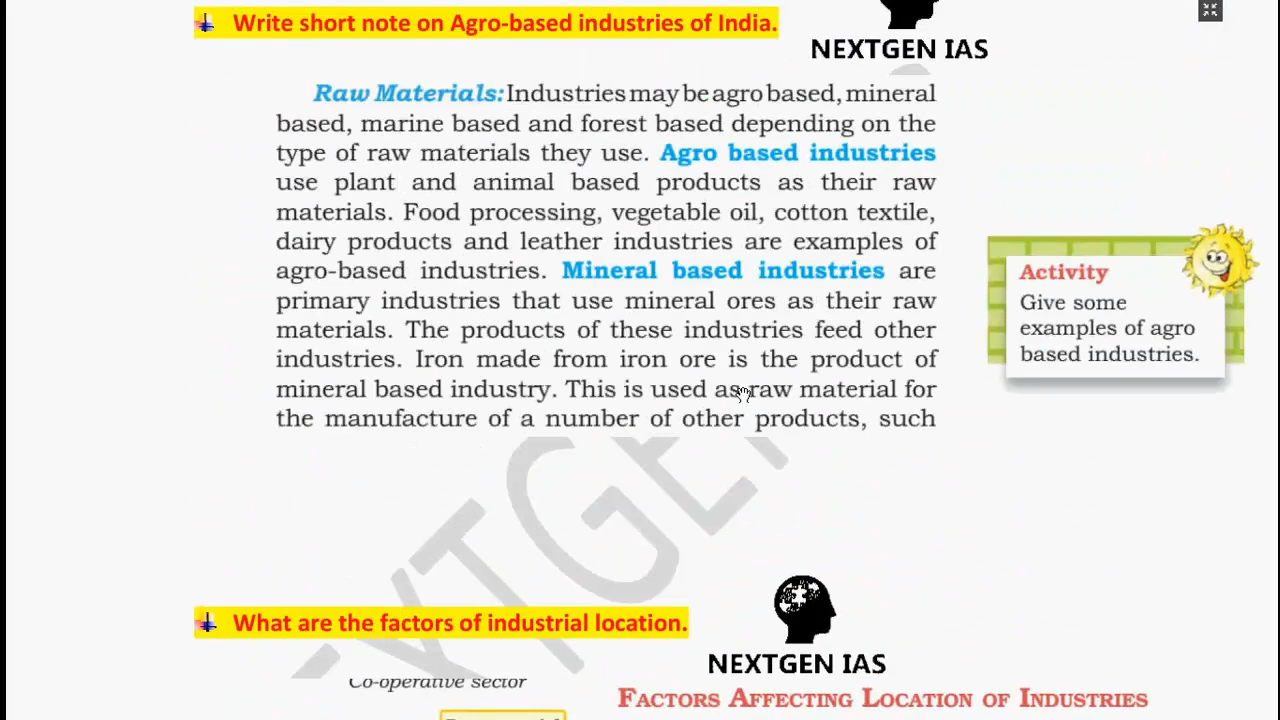 Write short note on Agro-based industries of India.
NEXTGEN IAS
Raw Materials: Industries may be agro based, mineral
based, marine based and forest based depending on the
type of raw materials they use. Agro based industries
use plant and animal based products as their raw
materials. Food processing, vegetable oil, cotton textile,
dairy products and leather industries are examples of
agro-based industries. Mineral based industries are
primary industries that use mineral ores as their raw
materials. The products of these industries feed other
industries. Iron made from iron ore is the product of
mineral based industry. This is used as raw material for
the manufacture of a number of other products, such
Activity
Give some
examples of agro
based industries.
What are the factors of industrial location.
NEXTGEN IAS
Co-operative sector
Factors Affecting Location of Industries